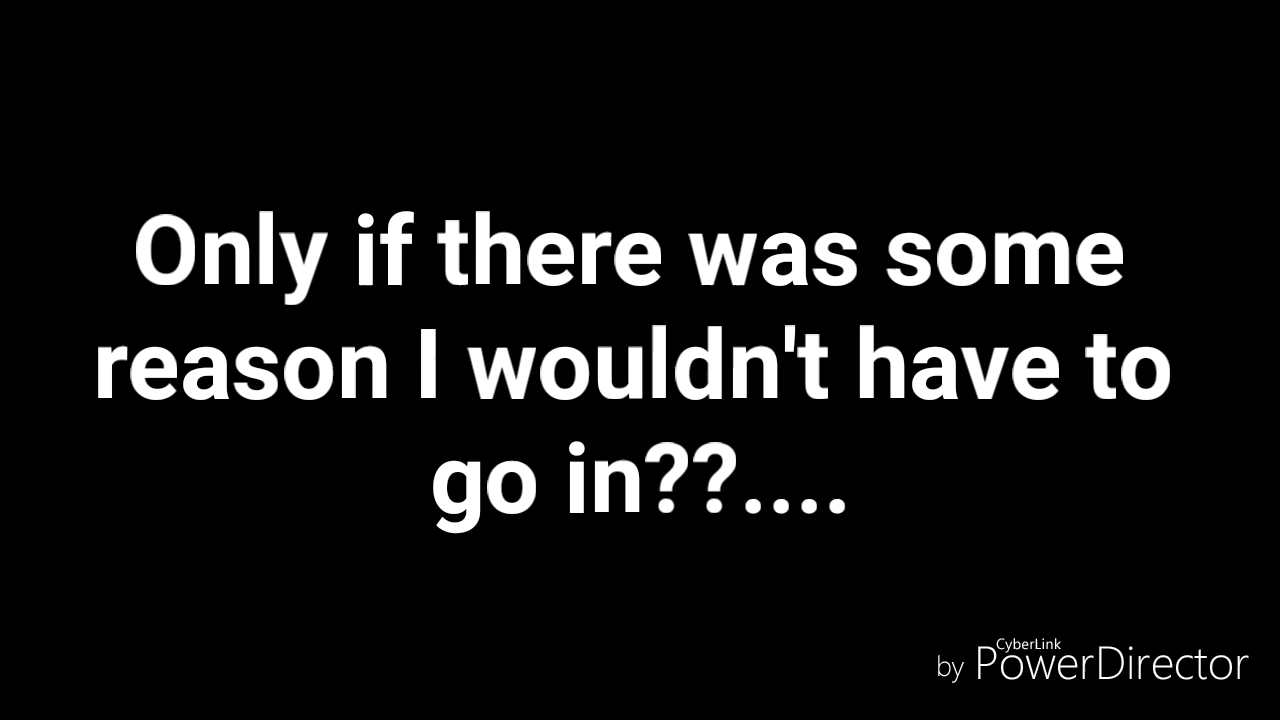 Only if there was some
reason I wouldn't have to
go in??....
CyberLink
by PowerDirector